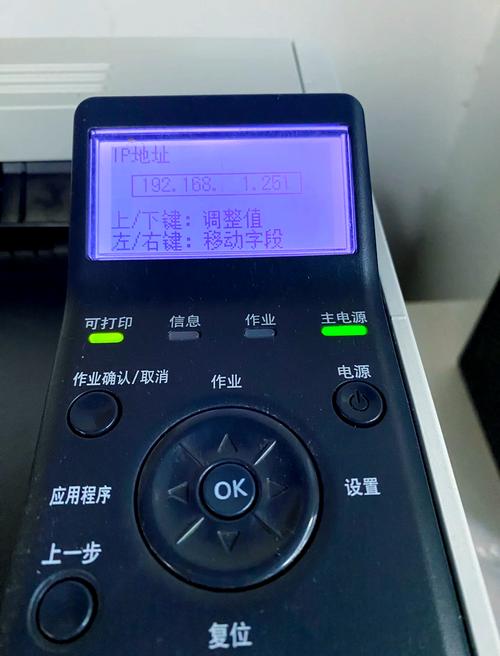 IP地址
192.168.  1.251
上/下键: 调整值
左/右键: 移动字段
可打印
信息
作业
主电源
作业确认/取消
作业
电源
应用程序
OK
设置
上一步
复位